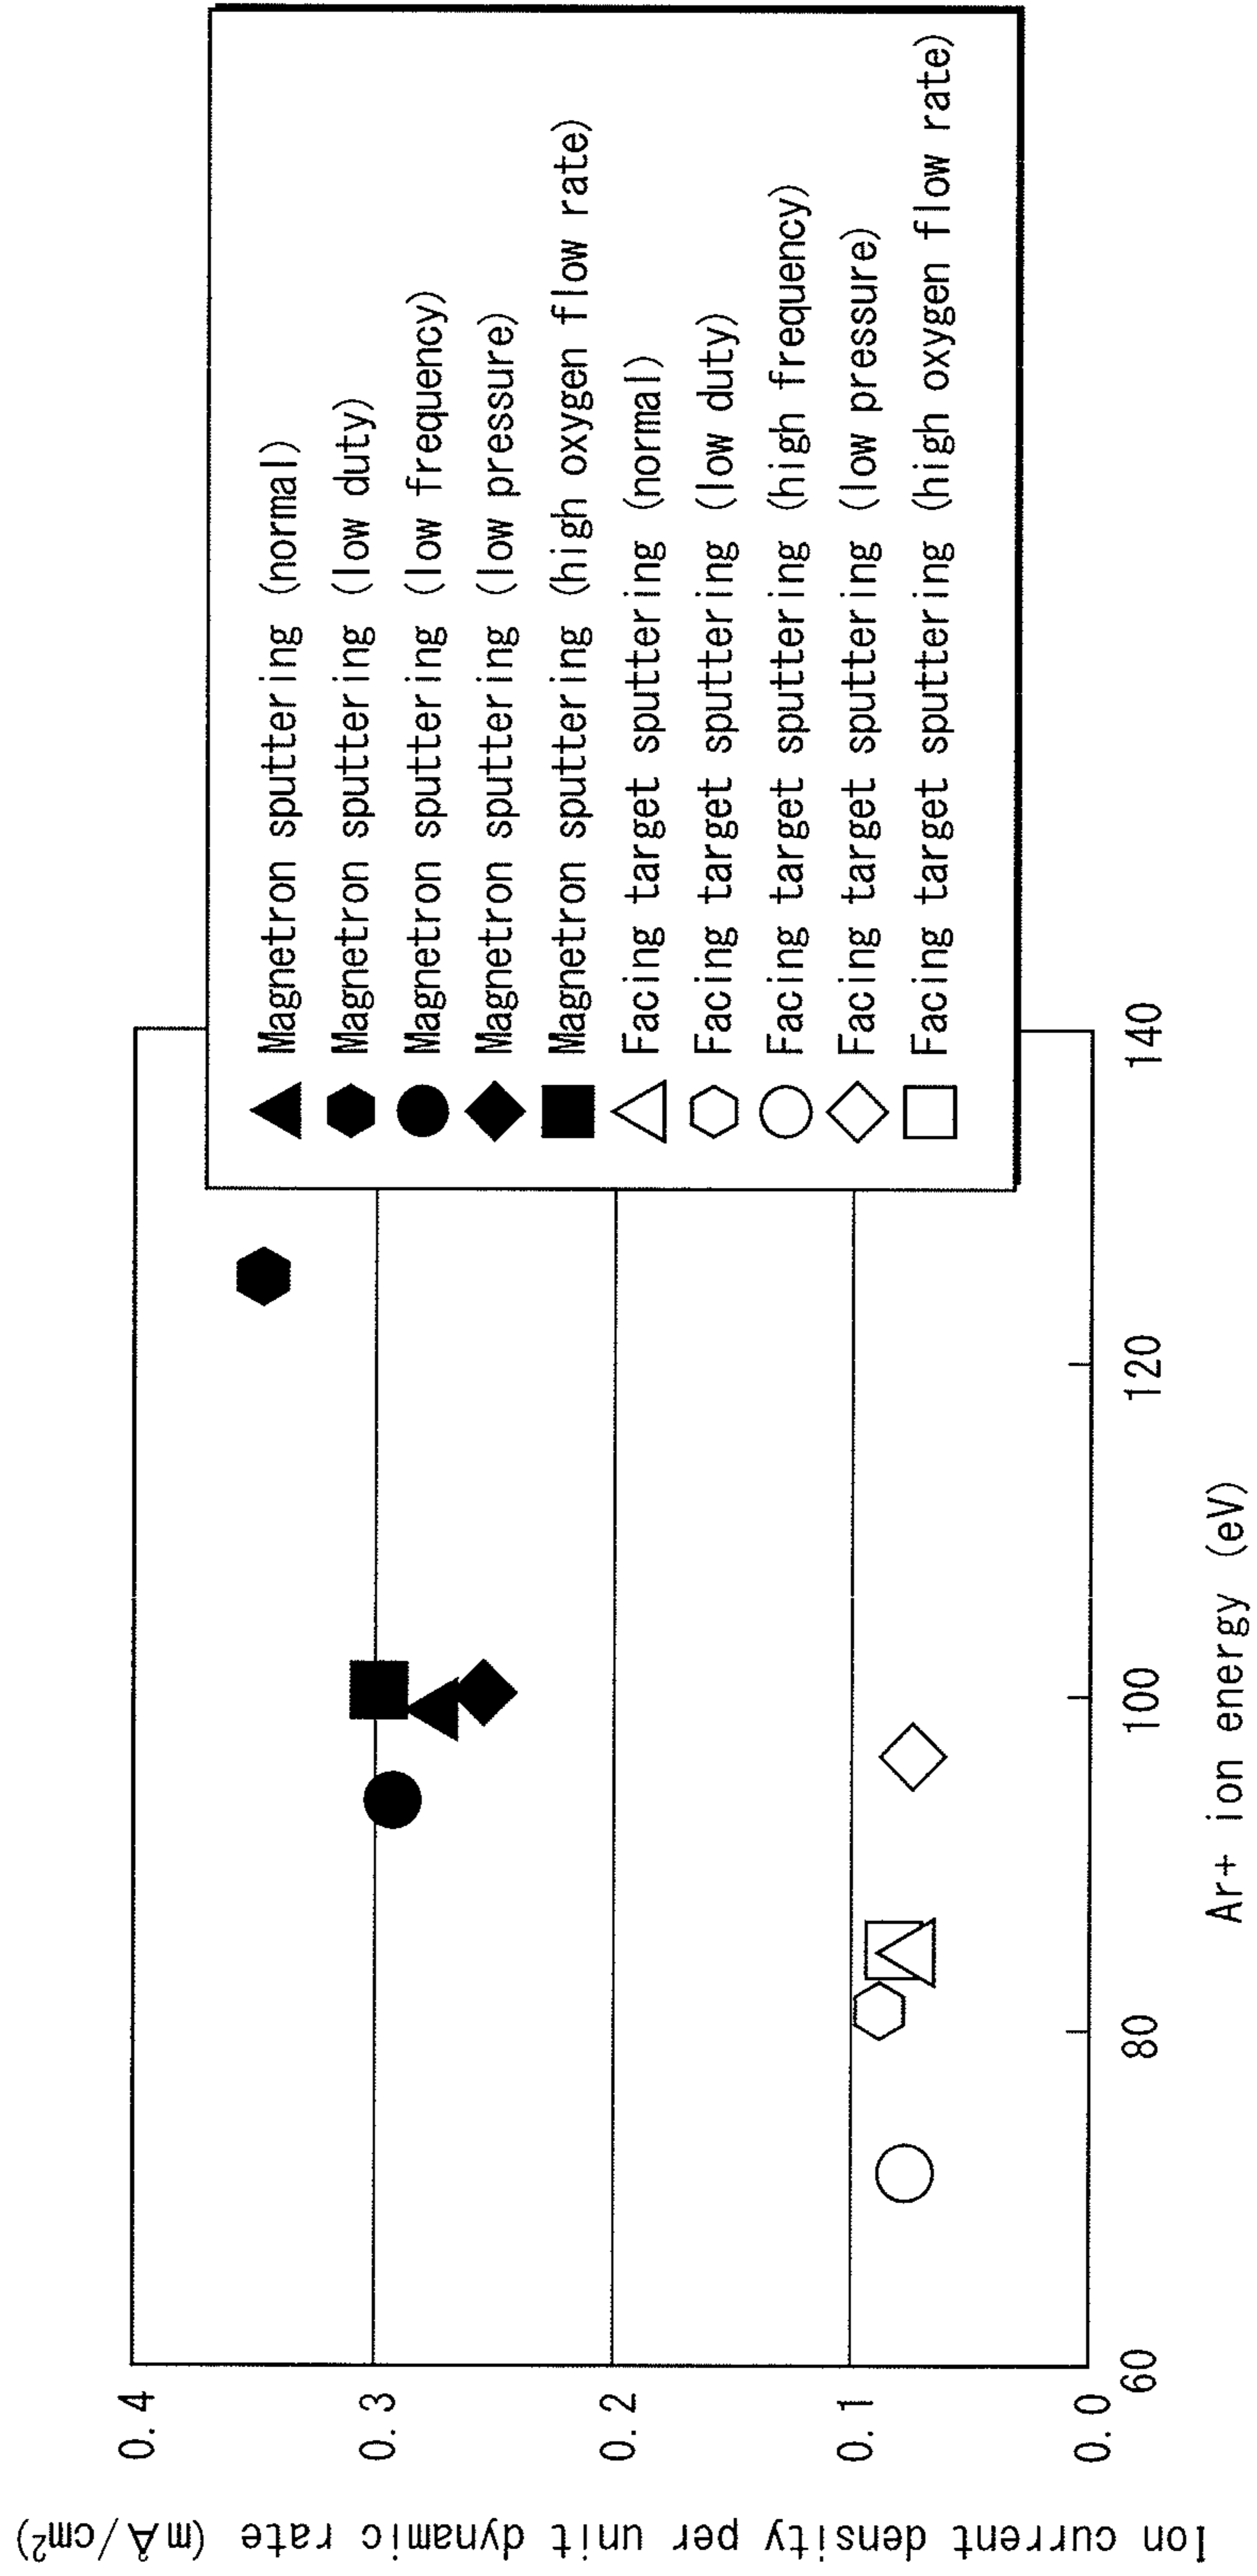 Ion current density per unit dynamic rate (mA/cm²)
0.4
0.3
0.2
0.1
0.0
60
80
100
120
140
Ar+ ion energy (eV)
Magnetron sputtering (normal)
Magnetron sputtering (low duty)
Magnetron sputtering (low frequency)
Magnetron sputtering (low pressure)
Magnetron sputtering (high oxygen flow rate)
Facing target sputtering (normal)
Facing target sputtering (low duty)
Facing target sputtering (high frequency)
Facing target sputtering (low pressure)
Facing target sputtering (high oxygen flow rate)